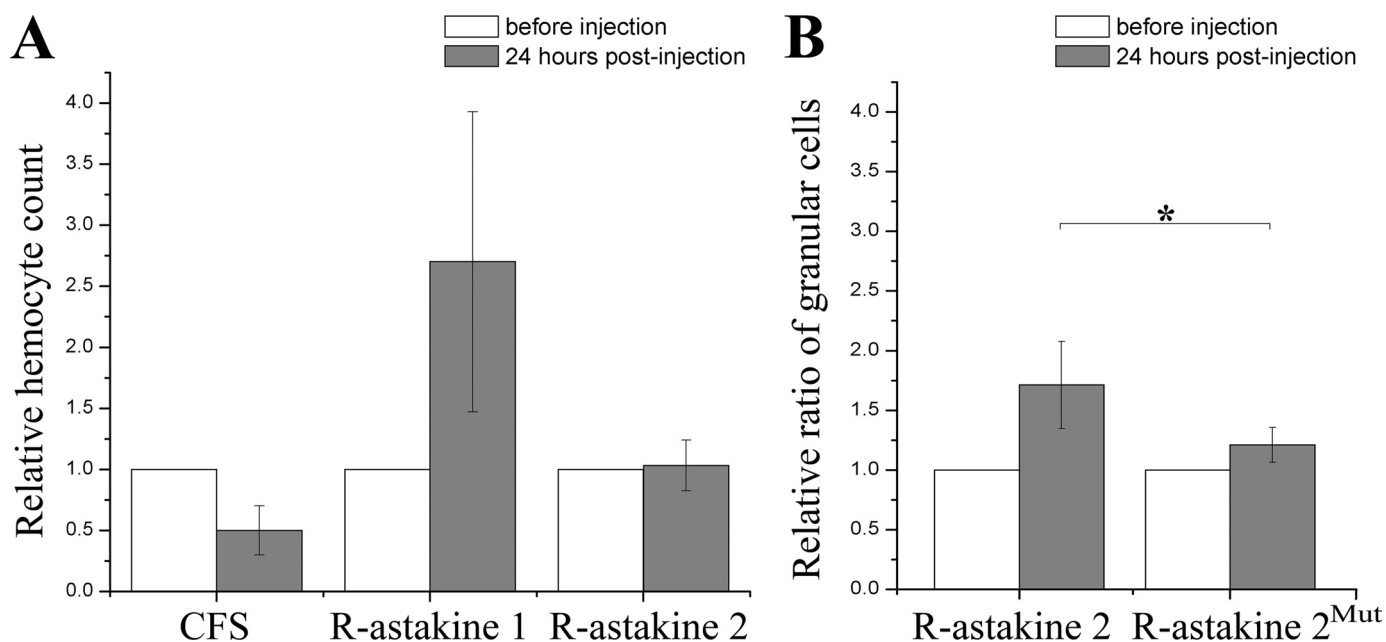 A
before injection
24 hours post-injection
Relative hemocyte count
4.0
3.5
3.0
2.5
2.0
1.5
1.0
0.5
0.0
CFS
R-astakine 1
R-astakine 2
B
before injection
24 hours post-injection
Relative ratio of granular cells
4.0
3.5
3.0
2.5
2.0
1.5
1.0
0.5
0.0
*
R-astakine 2
R-astakine 2^Mut